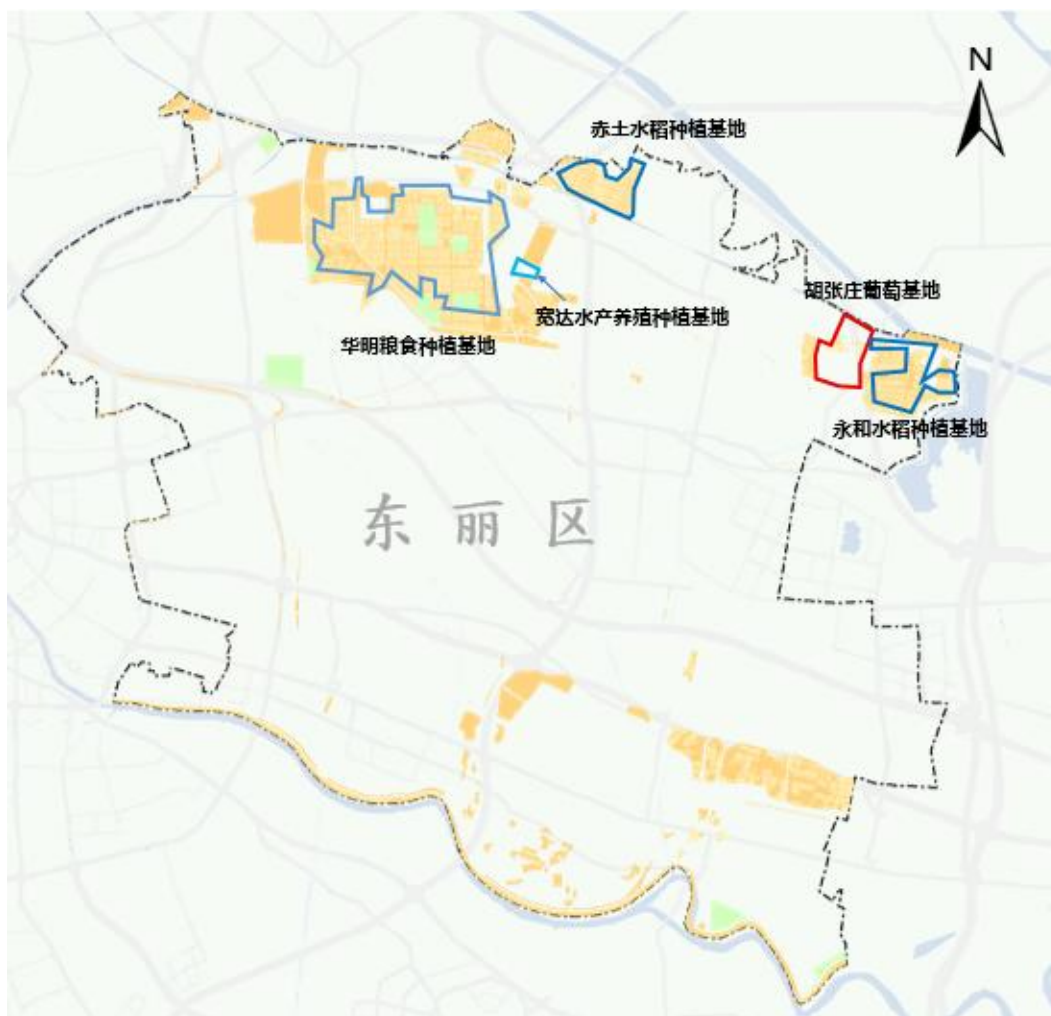 N
赤土水稻种植基地
胡张庄葡萄基地
宽达水产养殖种植基地
华明粮食种植基地
永和水稻种植基地
东丽区